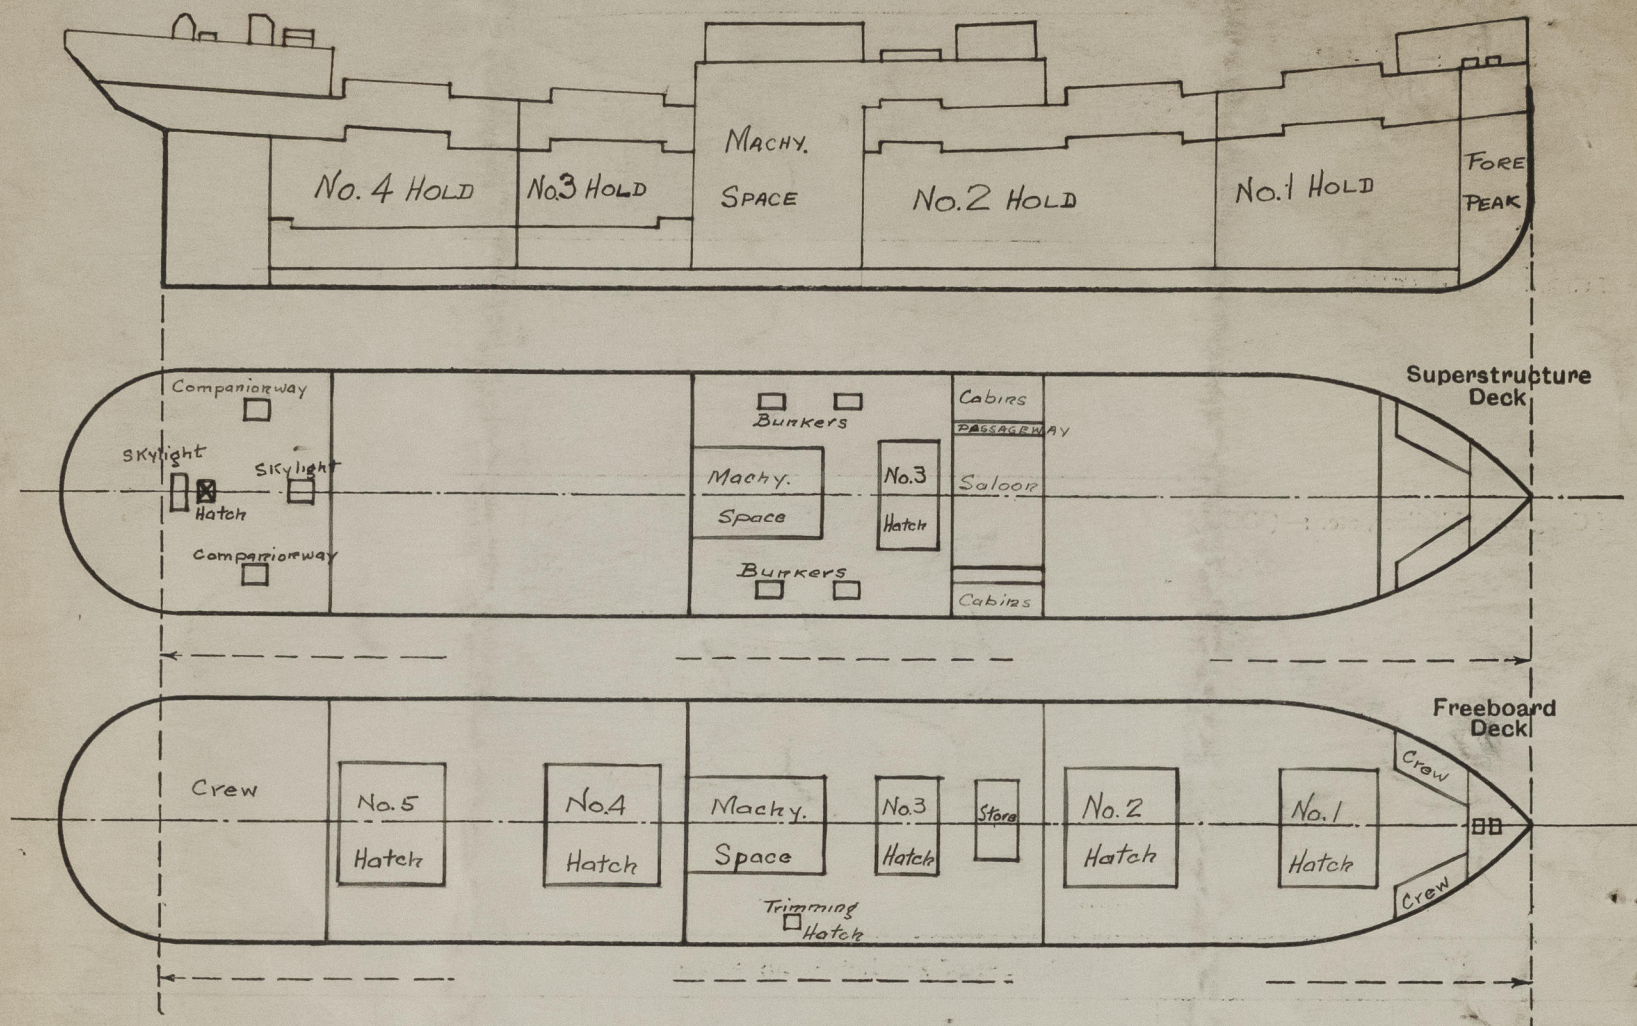 MACHY.
SPACE
No. 4 HOLD
No.3 HOLD
No.2 HOLD
No.1 HOLD
FORE
PEAK
Superstructure
Deck
Companionway
Skylight
Skylight
Hatch
Companionway
Bunkers
Machy.
Space
Bunkers
No.3
Hatch
Cabins
PASSAGEWAY
Saloon
Cabins
Freeboard
Deck
Crew
No.5
Hatch
No.4
Hatch
Machy.
Space
Trimming
Hatch
No.3
Hatch
Store
No.2
Hatch
No.1
Hatch
Crew
Crew